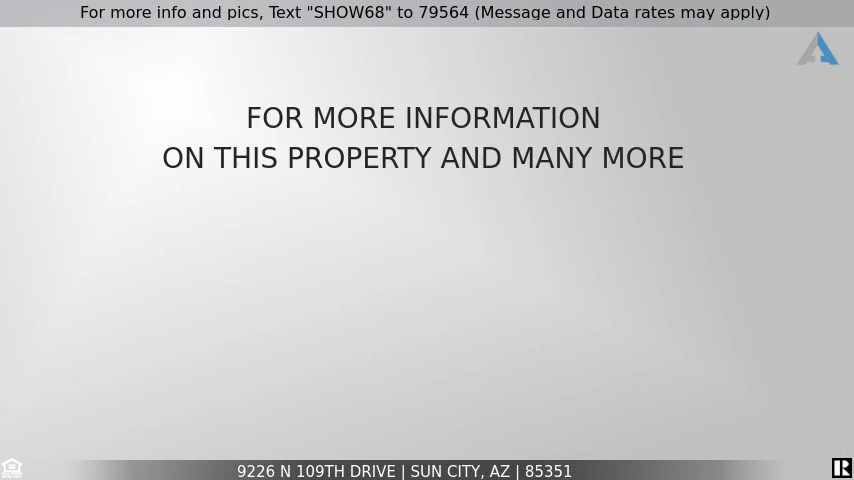 For more info and pics, Text "SHOW68" to 79564 (Message and Data rates may apply)
FOR MORE INFORMATION
ON THIS PROPERTY AND MANY MORE
9226 N 109TH DRIVE | SUN CITY, AZ | 85351